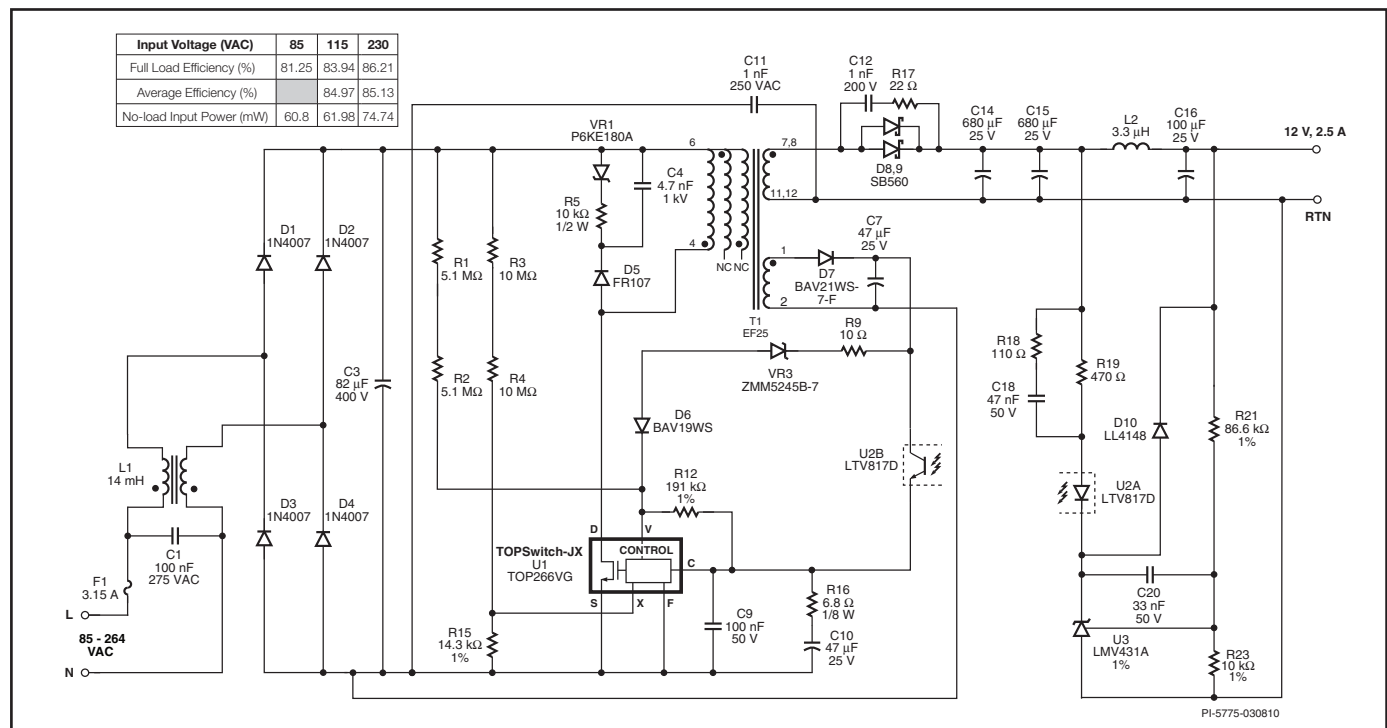 Input Voltage (VAC) 85 115 230
Full Load Efficiency (%) 81.25 83.94 86.21
Average Efficiency (%) 84.97 85.13
No-load Input Power (mW) 60.8 61.98 74.74
C11
1 nF
250 VAC
C12
1 nF
200 V
R17
22 Ω
C14
680 μF
25 V
C15
680 μF
25 V
L2
3.3 μH
C16
100 μF
25 V
12 V, 2.5 A
RTN
VR1
P6KE180A
C4
4.7 nF
1 kV
R5
10 kΩ
1/2 W
D5
FR107
6
4
NC NC
7,8
11,12
1
2
T1
EF25
D8,9
SB560
C7
47 μF
25 V
D7
BAV21WS-
7-F
D1
1N4007
D2
1N4007
D3
1N4007
D4
1N4007
R1
5.1 MΩ
R3
10 MΩ
R2
5.1 MΩ
R4
10 MΩ
C3
82 μF
400 V
R9
10 Ω
VR3
ZMM5245B-7
D6
BAV19WS
R12
191 kΩ
1%
U2B
LTV817D
R18
110 Ω
C18
47 nF
50 V
R19
470 Ω
D10
LL4148
R21
86.6 kΩ
1%
U2A
LTV817D
L1
14 mH
C1
100 nF
275 VAC
F1
3.15 A
L
85 - 264
VAC
N
TOPSwitch-JX
U1
TOP266VG
D
V
CONTROL
C
S
X
F
R15
14.3 kΩ
1%
C9
100 nF
50 V
R16
6.8 Ω
1/8 W
C10
47 μF
25 V
C20
33 nF
50 V
U3
LMV431A
1%
R23
10 kΩ
1%
PI-5775-030810